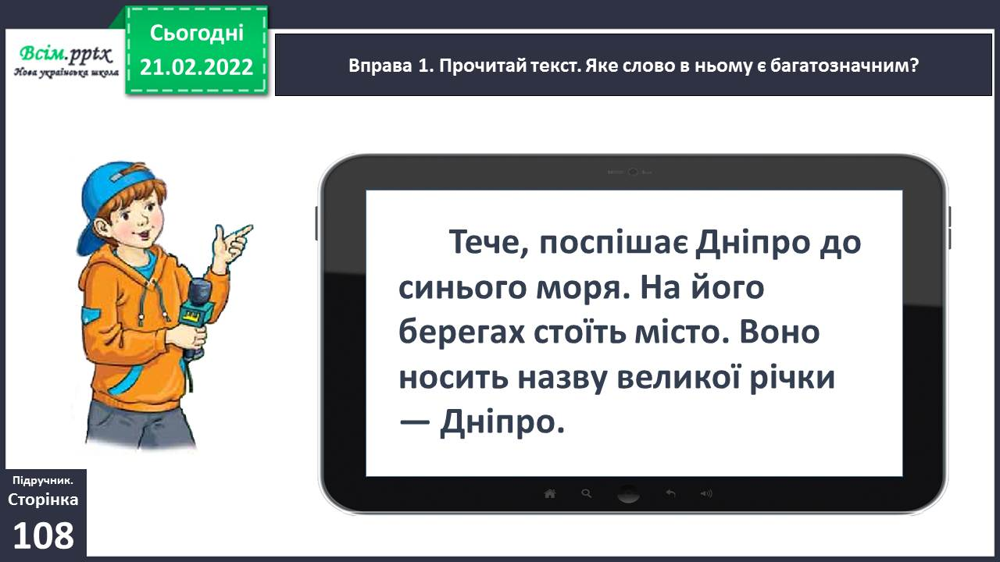 Всім.pptx
Нова українська школа
Сьогодні
21.02.2022
Вправа 1. Прочитай текст. Яке слово в ньому є багатозначним?
Тече, поспішає Дніпро до
синього моря. На його
берегах стоїть місто. Воно
носить назву великої річки
— Дніпро.
Підручник.
Сторінка
108